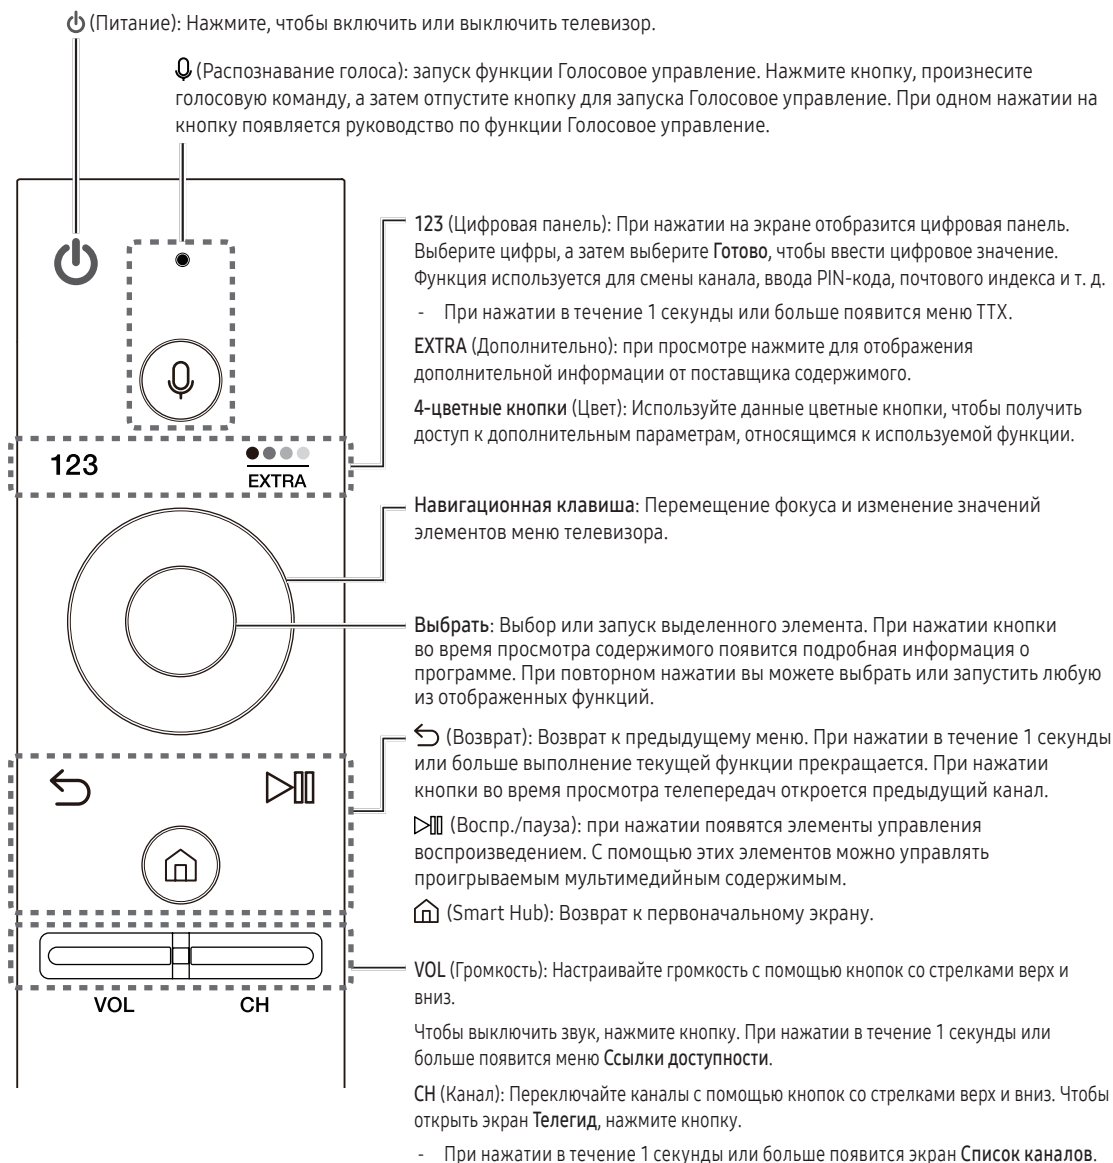 (Питание): Нажмите, чтобы включить или выключить телевизор.
(Распознавание голоса): запуск функции Голосовое управление. Нажмите кнопку, произнесите
голосовую команду, а затем отпустите кнопку для запуска Голосовое управление. При одном нажатии на
кнопку появляется руководство по функции Голосовое управление.
123 (Цифровая панель): При нажатии на экране отобразится цифровая панель.
Выберите цифры, а затем выберите Готово, чтобы ввести цифровое значение.
Функция используется для смены канала, ввода PIN-кода, почтового индекса и т. д.
- При нажатии в течение 1 секунды или больше появится меню TTX.
EXTRA (Дополнительно): при просмотре нажмите для отображения
дополнительной информации от поставщика содержимого.
4-цветные кнопки (Цвет): Используйте данные цветные кнопки, чтобы получить
доступ к дополнительным параметрам, относящимся к используемой функции.
123
EXTRA
Навигационная клавиша: Перемещение фокуса и изменение значений
элементов меню телевизора.
Выбрать: Выбор или запуск выделенного элемента. При нажатии кнопки
во время просмотра содержимого появится подробная информация о
программе. При повторном нажатии вы можете выбрать или запустить любую
из отображенных функций.
(Возврат): Возврат к предыдущему меню. При нажатии в течение 1 секунды
или больше выполнение текущей функции прекращается. При нажатии
кнопки во время просмотра телепередач откроется предыдущий канал.
(Воспр./пауза): при нажатии появятся элементы управления
воспроизведением. С помощью этих элементов можно управлять
проигрываемым мультимедийным содержимым.
(Smart Hub): Возврат к первоначальному экрану.
VOL (Громкость): Настраивайте громкость с помощью кнопок со стрелками верх и
вниз.
VOL
CH
Чтобы выключить звук, нажмите кнопку. При нажатии в течение 1 секунды или
больше появится меню Ссылки доступности.
CH (Канал): Переключайте каналы с помощью кнопок со стрелками верх и вниз. Чтобы
открыть экран Телегид, нажмите кнопку.
- При нажатии в течение 1 секунды или больше появится экран Список каналов.